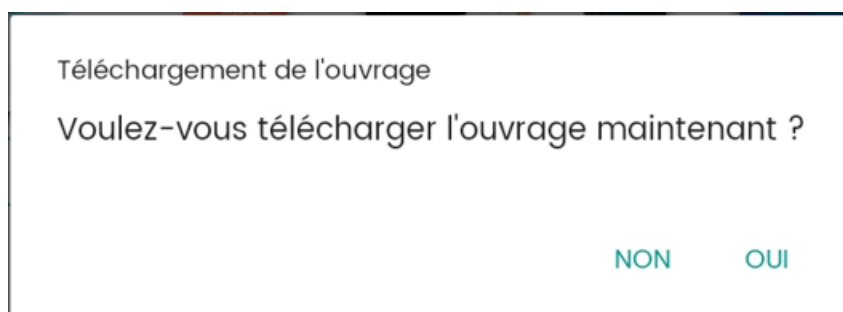 Téléchargement de l'ouvrage
Voulez-vous télécharger l'ouvrage maintenant ?
NON OUI